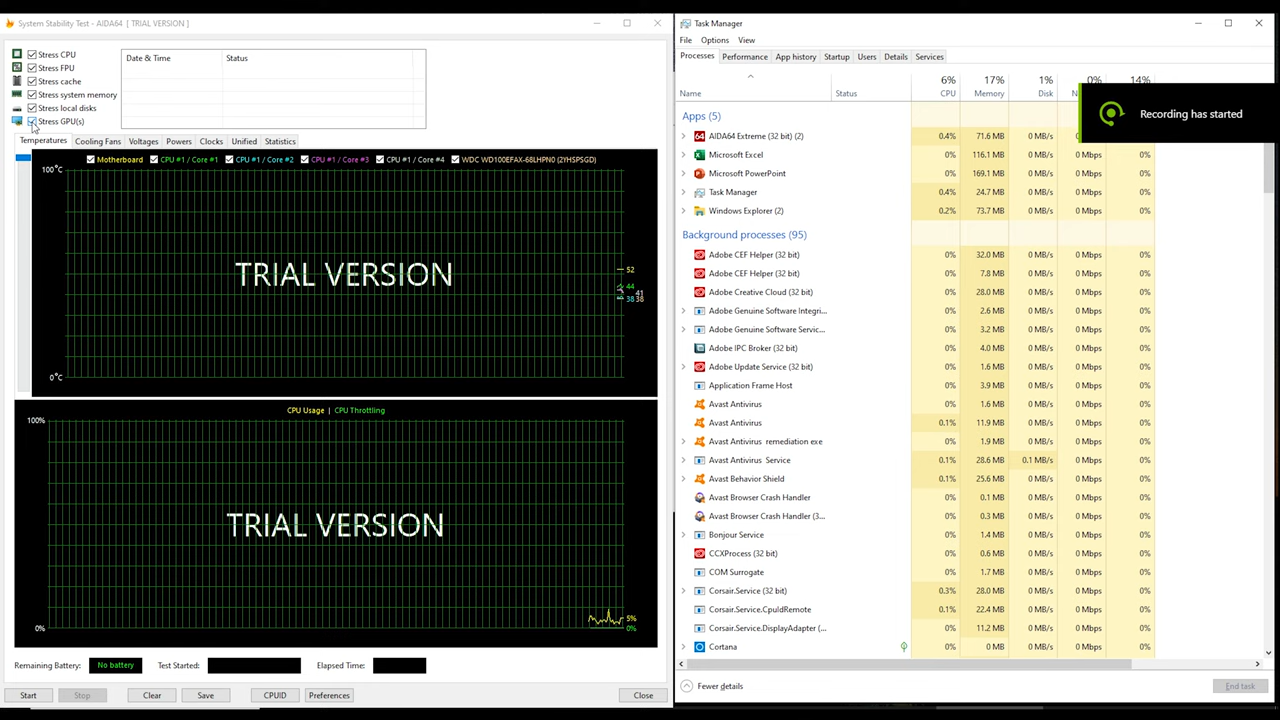 System Stability Test - AIDA64 [ TRIAL VERSION ]
Stress CPU
Stress FPU
Stress cache
Stress system memory
Stress local disks
Stress GPU(s)
Date & Time Status
Temperatures Cooling Fans Voltages Powers Clocks Unified Statistics
Motherboard CPU #1 / Core #1 CPU #1 / Core #2 CPU #1 / Core #3 CPU #1 / Core #4 WDC WD100EFAX-68LHPN0 (2YHSPSGD)
100°C
TRIAL VERSION
52
44
41
38 38
0°C
CPU Usage | CPU Throttling
100%
TRIAL VERSION
5%
0% 0%
Remaining Battery: No battery Test Started: Elapsed Time:
Start Stop Clear Save CPUID Preferences Close
Task Manager
File Options View
Processes Performance App history Startup Users Details Services
6% 17% 1% 0% 14%
Name Status CPU Memory Disk
Recording has started
Apps (5)
AIDA64 Extreme (32 bit) (2) 0.4% 71.6 MB
Microsoft Excel 0% 116.1 MB 0 MB/s 0 Mbps 0%
Microsoft PowerPoint 0% 169.1 MB 0 MB/s 0 Mbps 0%
Task Manager 0.4% 24.7 MB 0 MB/s 0 Mbps 0%
Windows Explorer (2) 0.2% 73.7 MB 0 MB/s 0 Mbps 0%
Background processes (95)
Adobe CEF Helper (32 bit) 0% 32.0 MB 0 MB/s 0 Mbps 0%
Adobe CEF Helper (32 bit) 0% 7.8 MB 0 MB/s 0 Mbps 0%
Adobe Creative Cloud (32 bit) 0% 28.0 MB 0 MB/s 0 Mbps 0%
Adobe Genuine Software Integri... 0% 2.6 MB 0 MB/s 0 Mbps 0%
Adobe Genuine Software Servic... 0% 3.2 MB 0 MB/s 0 Mbps 0%
Adobe IPC Broker (32 bit) 0% 4.0 MB 0 MB/s 0 Mbps 0%
Adobe Update Service (32 bit) 0% 3.7 MB 0 MB/s 0 Mbps 0%
Application Frame Host 0% 3.9 MB 0 MB/s 0 Mbps 0%
Avast Antivirus 0% 1.6 MB 0 MB/s 0 Mbps 0%
Avast Antivirus 0.1% 11.9 MB 0 MB/s 0 Mbps 0%
Avast Antivirus remediation exe 0% 1.9 MB 0 MB/s 0 Mbps 0%
Avast Antivirus Service 0.1% 28.6 MB 0.1 MB/s 0 Mbps 0%
Avast Behavior Shield 0.1% 25.6 MB 0 MB/s 0 Mbps 0%
Avast Browser Crash Handler 0% 0.1 MB 0 MB/s 0 Mbps 0%
Avast Browser Crash Handler (3... 0% 0.3 MB 0 MB/s 0 Mbps 0%
Bonjour Service 0% 1.4 MB 0 MB/s 0 Mbps 0%
CCXProcess (32 bit) 0% 0.6 MB 0 MB/s 0 Mbps 0%
COM Surrogate 0% 1.7 MB 0 MB/s 0 Mbps 0%
Corsair.Service (32 bit) 0.3% 28.0 MB 0 MB/s 0 Mbps 0%
Corsair.Service.CpuIdRemote 0.1% 22.4 MB 0 MB/s 0 Mbps 0%
Corsair.Service.DisplayAdapter (... 0% 11.2 MB 0 MB/s 0 Mbps 0%
Cortana 0% 0 MB 0 MB/s 0 Mbps 0%
Fewer details End task